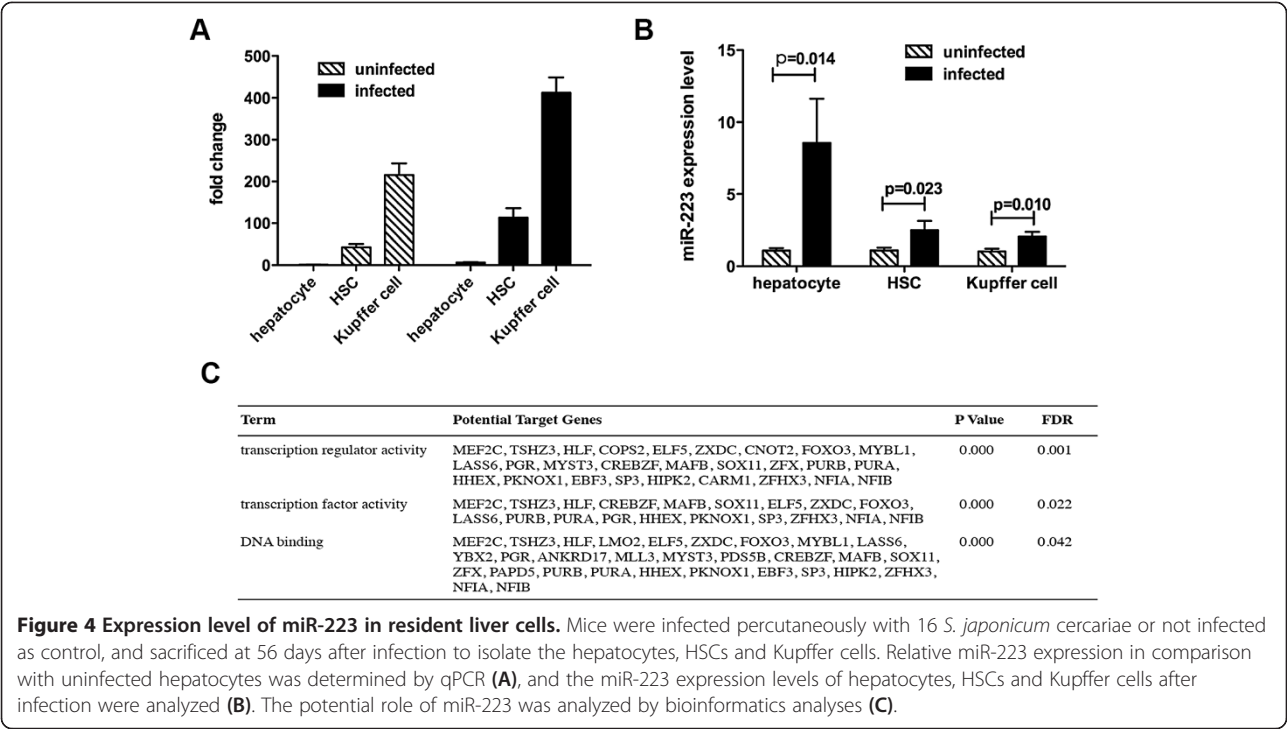 A
500
400
300
200
100
0
fold change
uninfected
infected
hepatocyte
HSC
Kupffer cell
hepatocyte
HSC
Kupffer cell
B
15
10
5
0
miR-223 expression level
uninfected
infected
p=0.014
p=0.023
p=0.010
hepatocyte
HSC
Kupffer cell
C
Term Potential Target Genes P Value FDR
transcription regulator activity MEF2C, TSHZ3, HLF, COPS2, ELF5, ZXDC, CNOT2, FOXO3, MYBL1, 0.000 0.001
LASS6, PGR, MYST3, CREBZF, MAFB, SOX11, ZFX, PURB, PURA,
HHEX, PKNOX1, EBF3, SP3, HIPK2, CARM1, ZFHX3, NFIA, NFIB
transcription factor activity MEF2C, TSHZ3, HLF, CREBZF, MAFB, SOX11, ELF5, ZXDC, FOXO3, 0.000 0.022
LASS6, PURB, PURA, PGR, HHEX, PKNOX1, SP3, ZFHX3, NFIA, NFIB
DNA binding MEF2C, TSHZ3, HLF, LMO2, ELF5, ZXDC, FOXO3, MYBL1, LASS6, 0.000 0.042
YBX2, PGR, ANKRD17, MLL3, MYST3, PDS5B, CREBZF, MAFB, SOX11,
ZFX, PAPD5, PURB, PURA, HHEX, PKNOX1, EBF3, SP3, HIPK2, ZFHX3,
NFIA, NFIB
Figure 4 Expression level of miR-223 in resident liver cells. Mice were infected percutaneously with 16 S. japonicum cercariae or not infected
as control, and sacrificed at 56 days after infection to isolate the hepatocytes, HSCs and Kupffer cells. Relative miR-223 expression in comparison
with uninfected hepatocytes was determined by qPCR (A), and the miR-223 expression levels of hepatocytes, HSCs and Kupffer cells after
infection were analyzed (B). The potential role of miR-223 was analyzed by bioinformatics analyses (C).